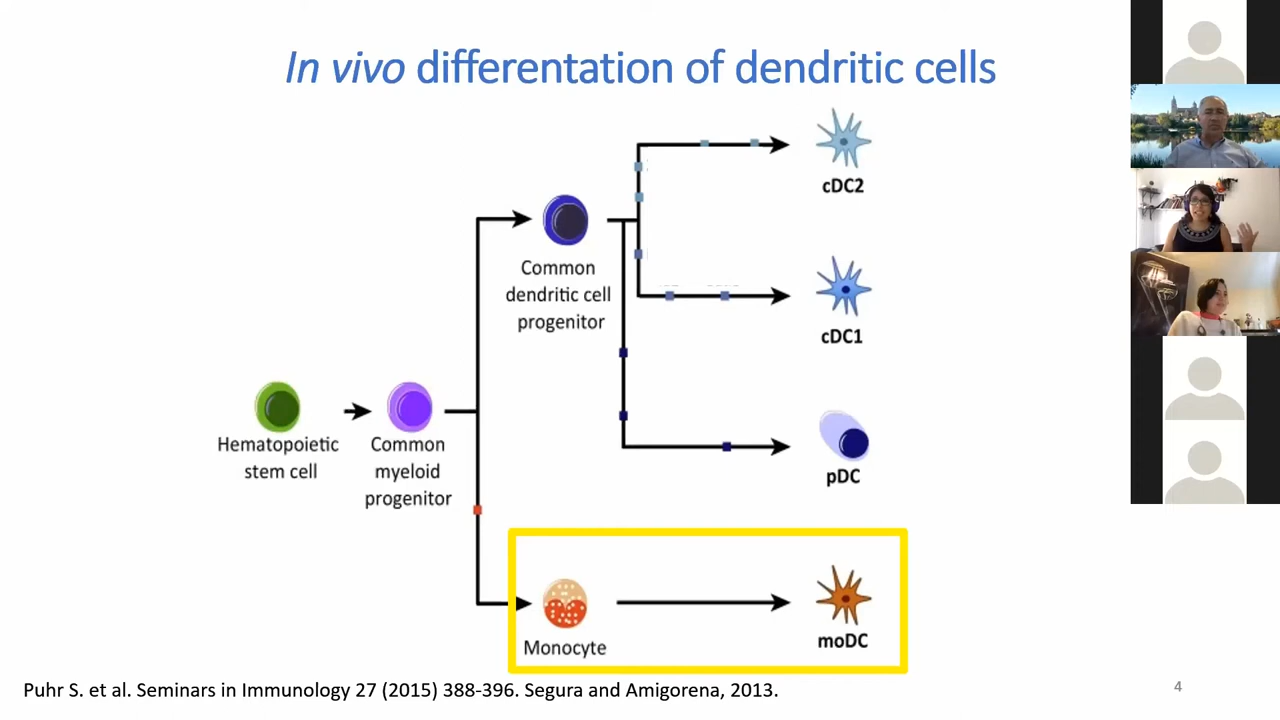 In vivo differentation of dendritic cells
cDC2
Common
dendritic cell
progenitor
cDC1
Hematopoietic
stem cell
Common
myeloid
progenitor
pDC
Monocyte
moDC
Puhr S. et al. Seminars in Immunology 27 (2015) 388-396. Segura and Amigorena, 2013.
4